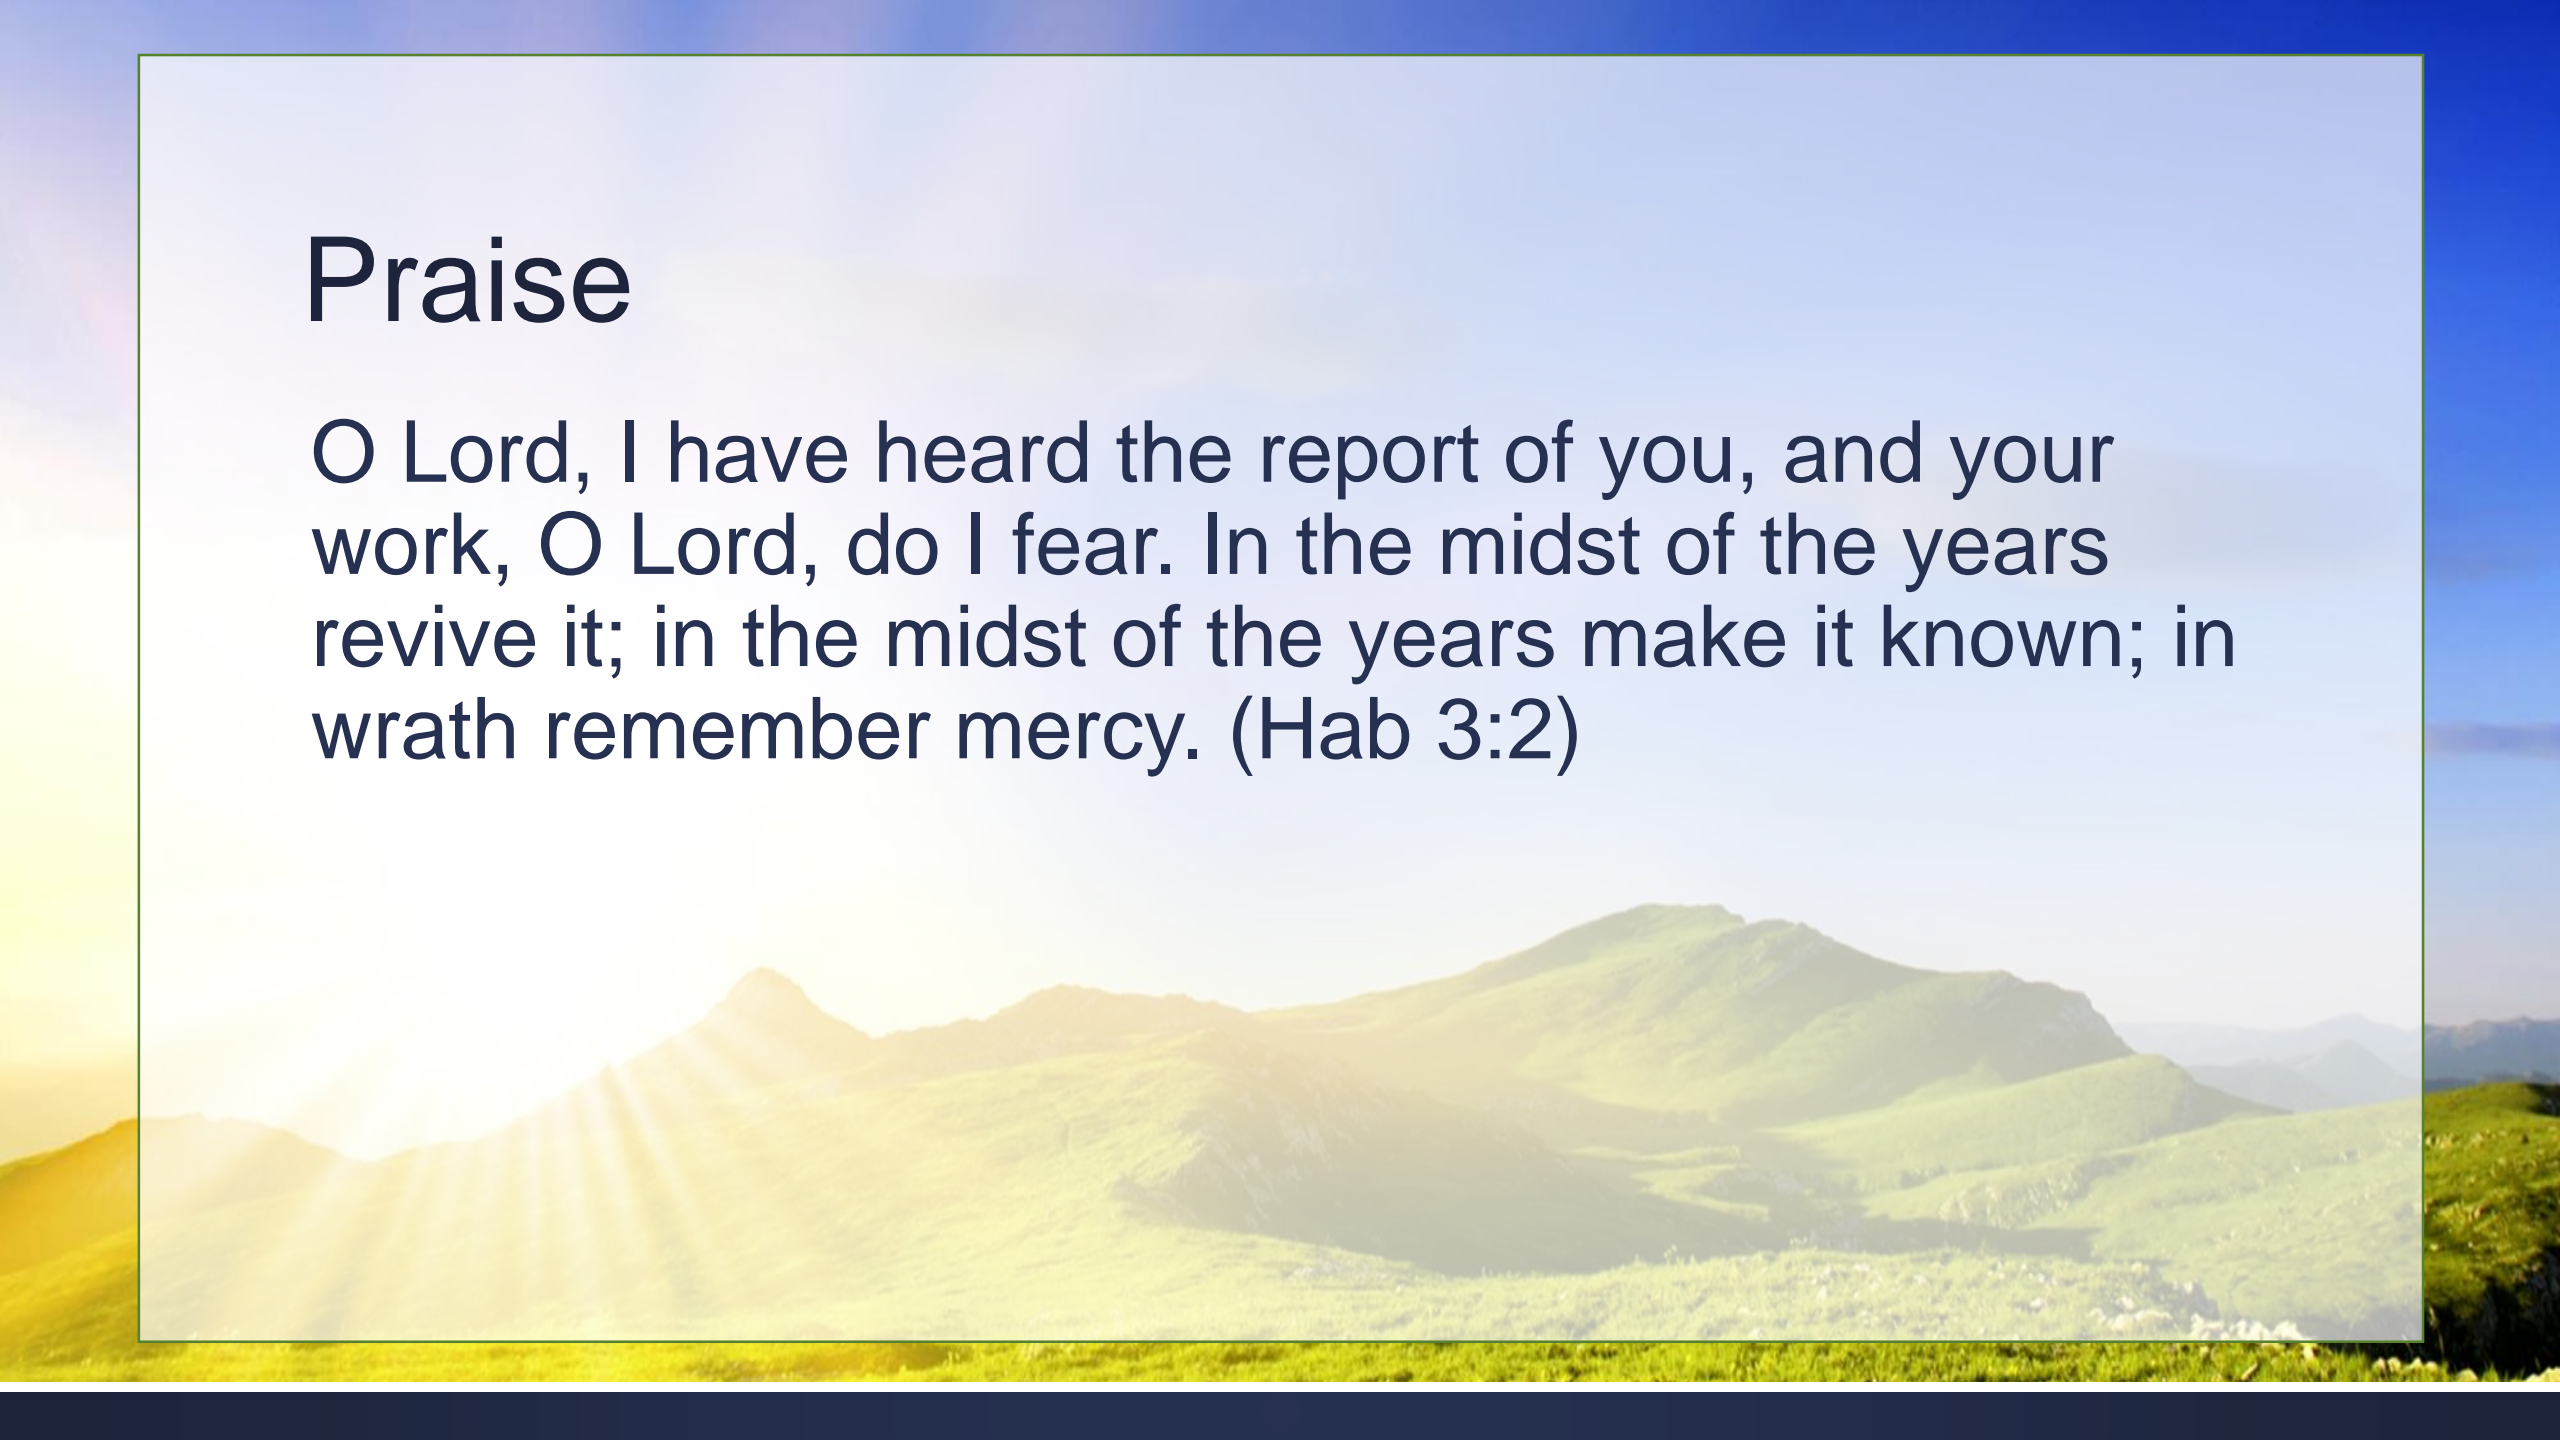 Praise
O Lord, I have heard the report of you, and your
work, O Lord, do I fear. In the midst of the years
revive it; in the midst of the years make it known; in
wrath remember mercy. (Hab 3:2)